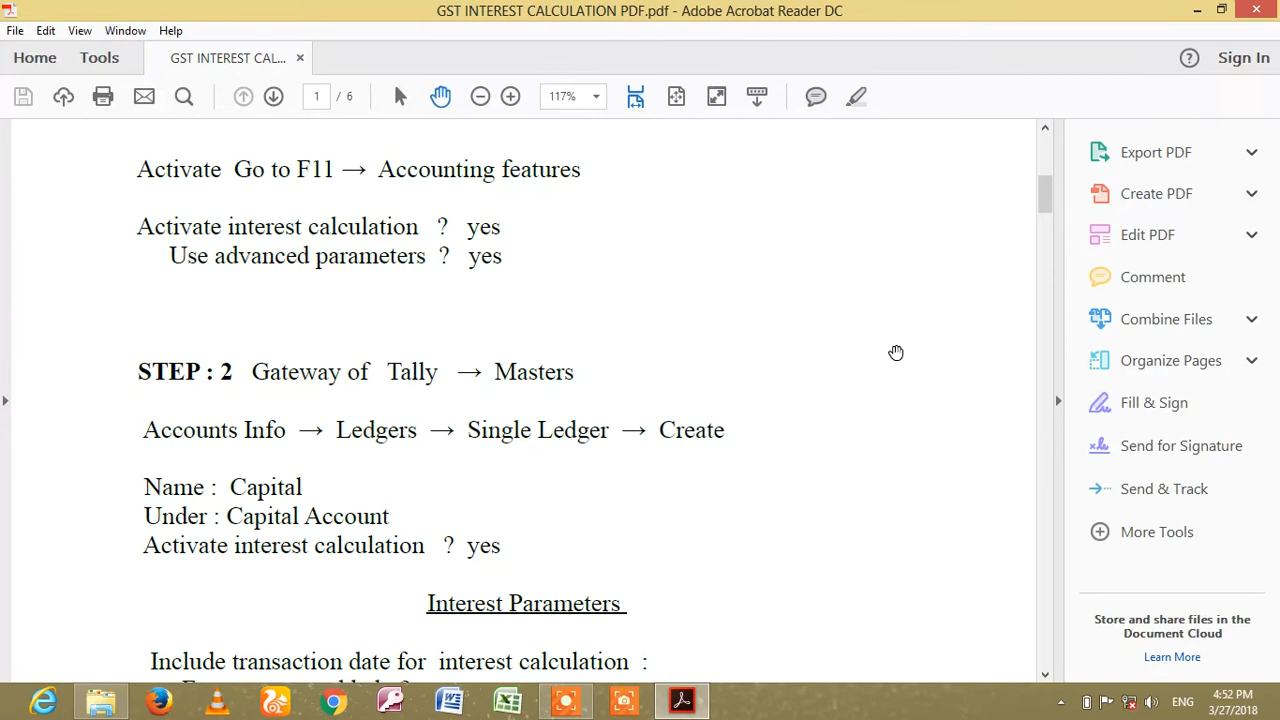 GST INTEREST CALCULATION PDF.pdf - Adobe Acrobat Reader DC
File Edit View Window Help
Home Tools GST INTEREST CAL... × Sign In
1 / 6 117%
Activate Go to F11 → Accounting features
Activate interest calculation ? yes
Use advanced parameters ? yes
STEP : 2 Gateway of Tally → Masters
Accounts Info → Ledgers → Single Ledger → Create
Name : Capital
Under : Capital Account
Activate interest calculation ? yes
Interest Parameters
Include transaction date for interest calculation :
Export PDF
Create PDF
Edit PDF
Comment
Combine Files
Organize Pages
Fill & Sign
Send for Signature
Send & Track
More Tools
Store and share files in the
Document Cloud
Learn More
ENG
4:52 PM
3/27/2018